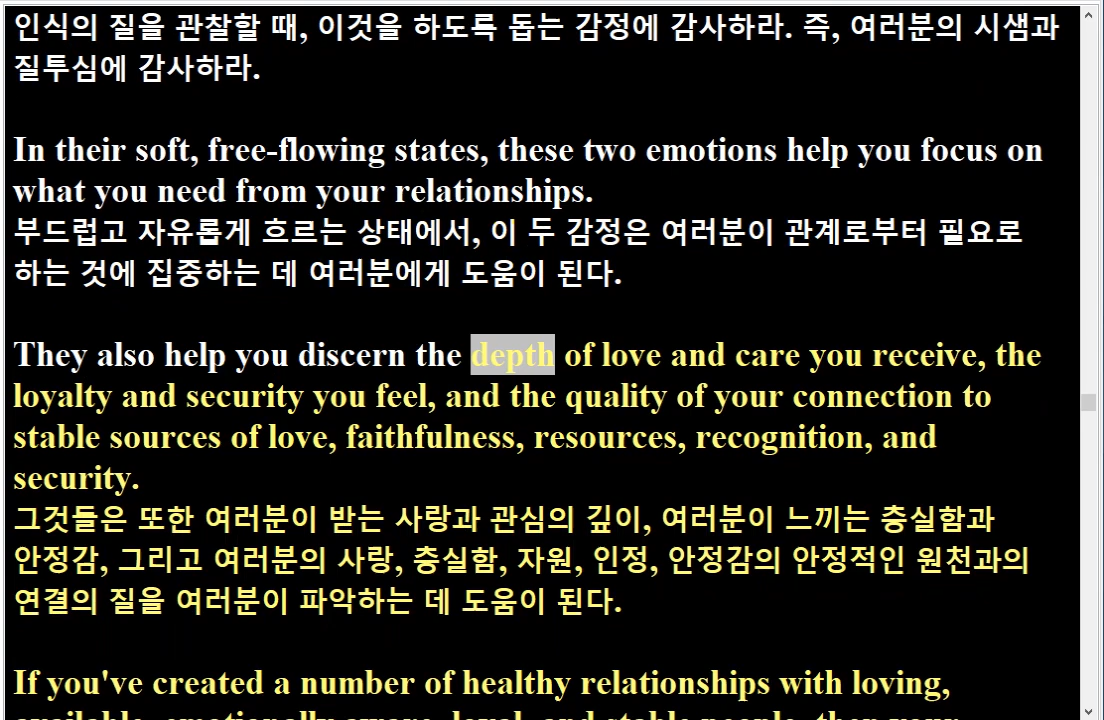 인식의 질을 관찰할 때, 이것을 하도록 돕는 감정에 감사하라. 즉, 여러분의 시샘과
질투심에 감사하라.
In their soft, free-flowing states, these two emotions help you focus on
what you need from your relationships.
부드럽고 자유롭게 흐르는 상태에서, 이 두 감정은 여러분이 관계로부터 필요로
하는 것에 집중하는 데 여러분에게 도움이 된다.
They also help you discern the depth of love and care you receive, the
loyalty and security you feel, and the quality of your connection to
stable sources of love, faithfulness, resources, recognition, and
security.
그것들은 또한 여러분이 받는 사랑과 관심의 깊이, 여러분이 느끼는 충실함과
안정감, 그리고 여러분의 사랑, 충실함, 자원, 인정, 안정감의 안정적인 원천과의
연결의 질을 여러분이 파악하는 데 도움이 된다.
If you've created a number of healthy relationships with loving,
available, emotionally aware, loyal, and stable people, then your